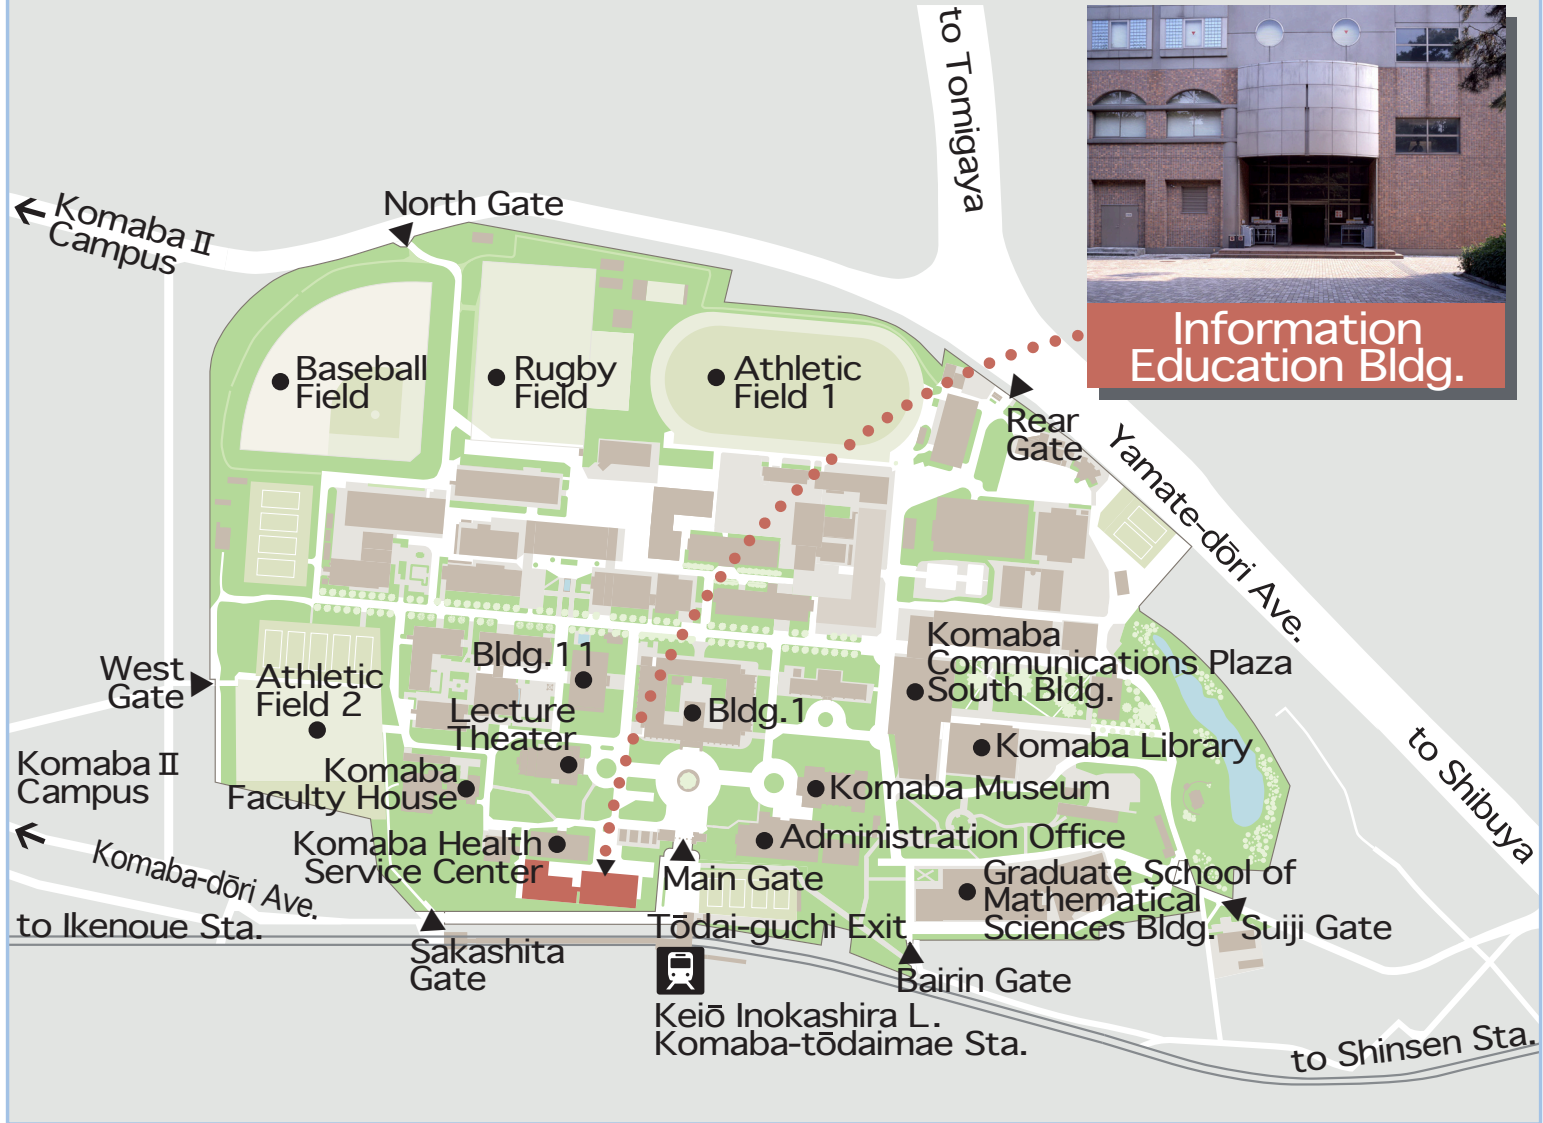 to Tomigaya
Information
Education Bldg.
North Gate
Komaba II
Campus
Baseball
Field
Rugby
Field
Athletic
Field 1
Rear
Gate
Yamate-dōri Ave.
West
Gate
Athletic
Field 2
Bldg.11
Lecture
Theater
Bldg.1
Komaba
Communications Plaza
South Bldg.
Komaba Library
to Shibuya
Komaba II
Campus
Komaba
Faculty House
Komaba Museum
Komaba Health
Service Center
Administration Office
Komaba-dōri Ave.
Main Gate
Graduate School of
Mathematical
Sciences Bldg.
Suiji Gate
to Ikenoue Sta.
Sakashita
Gate
Tōdai-guchi Exit
Bairin Gate
Keiō Inokashira L.
Komaba-tōdaimae Sta.
to Shinsen Sta.